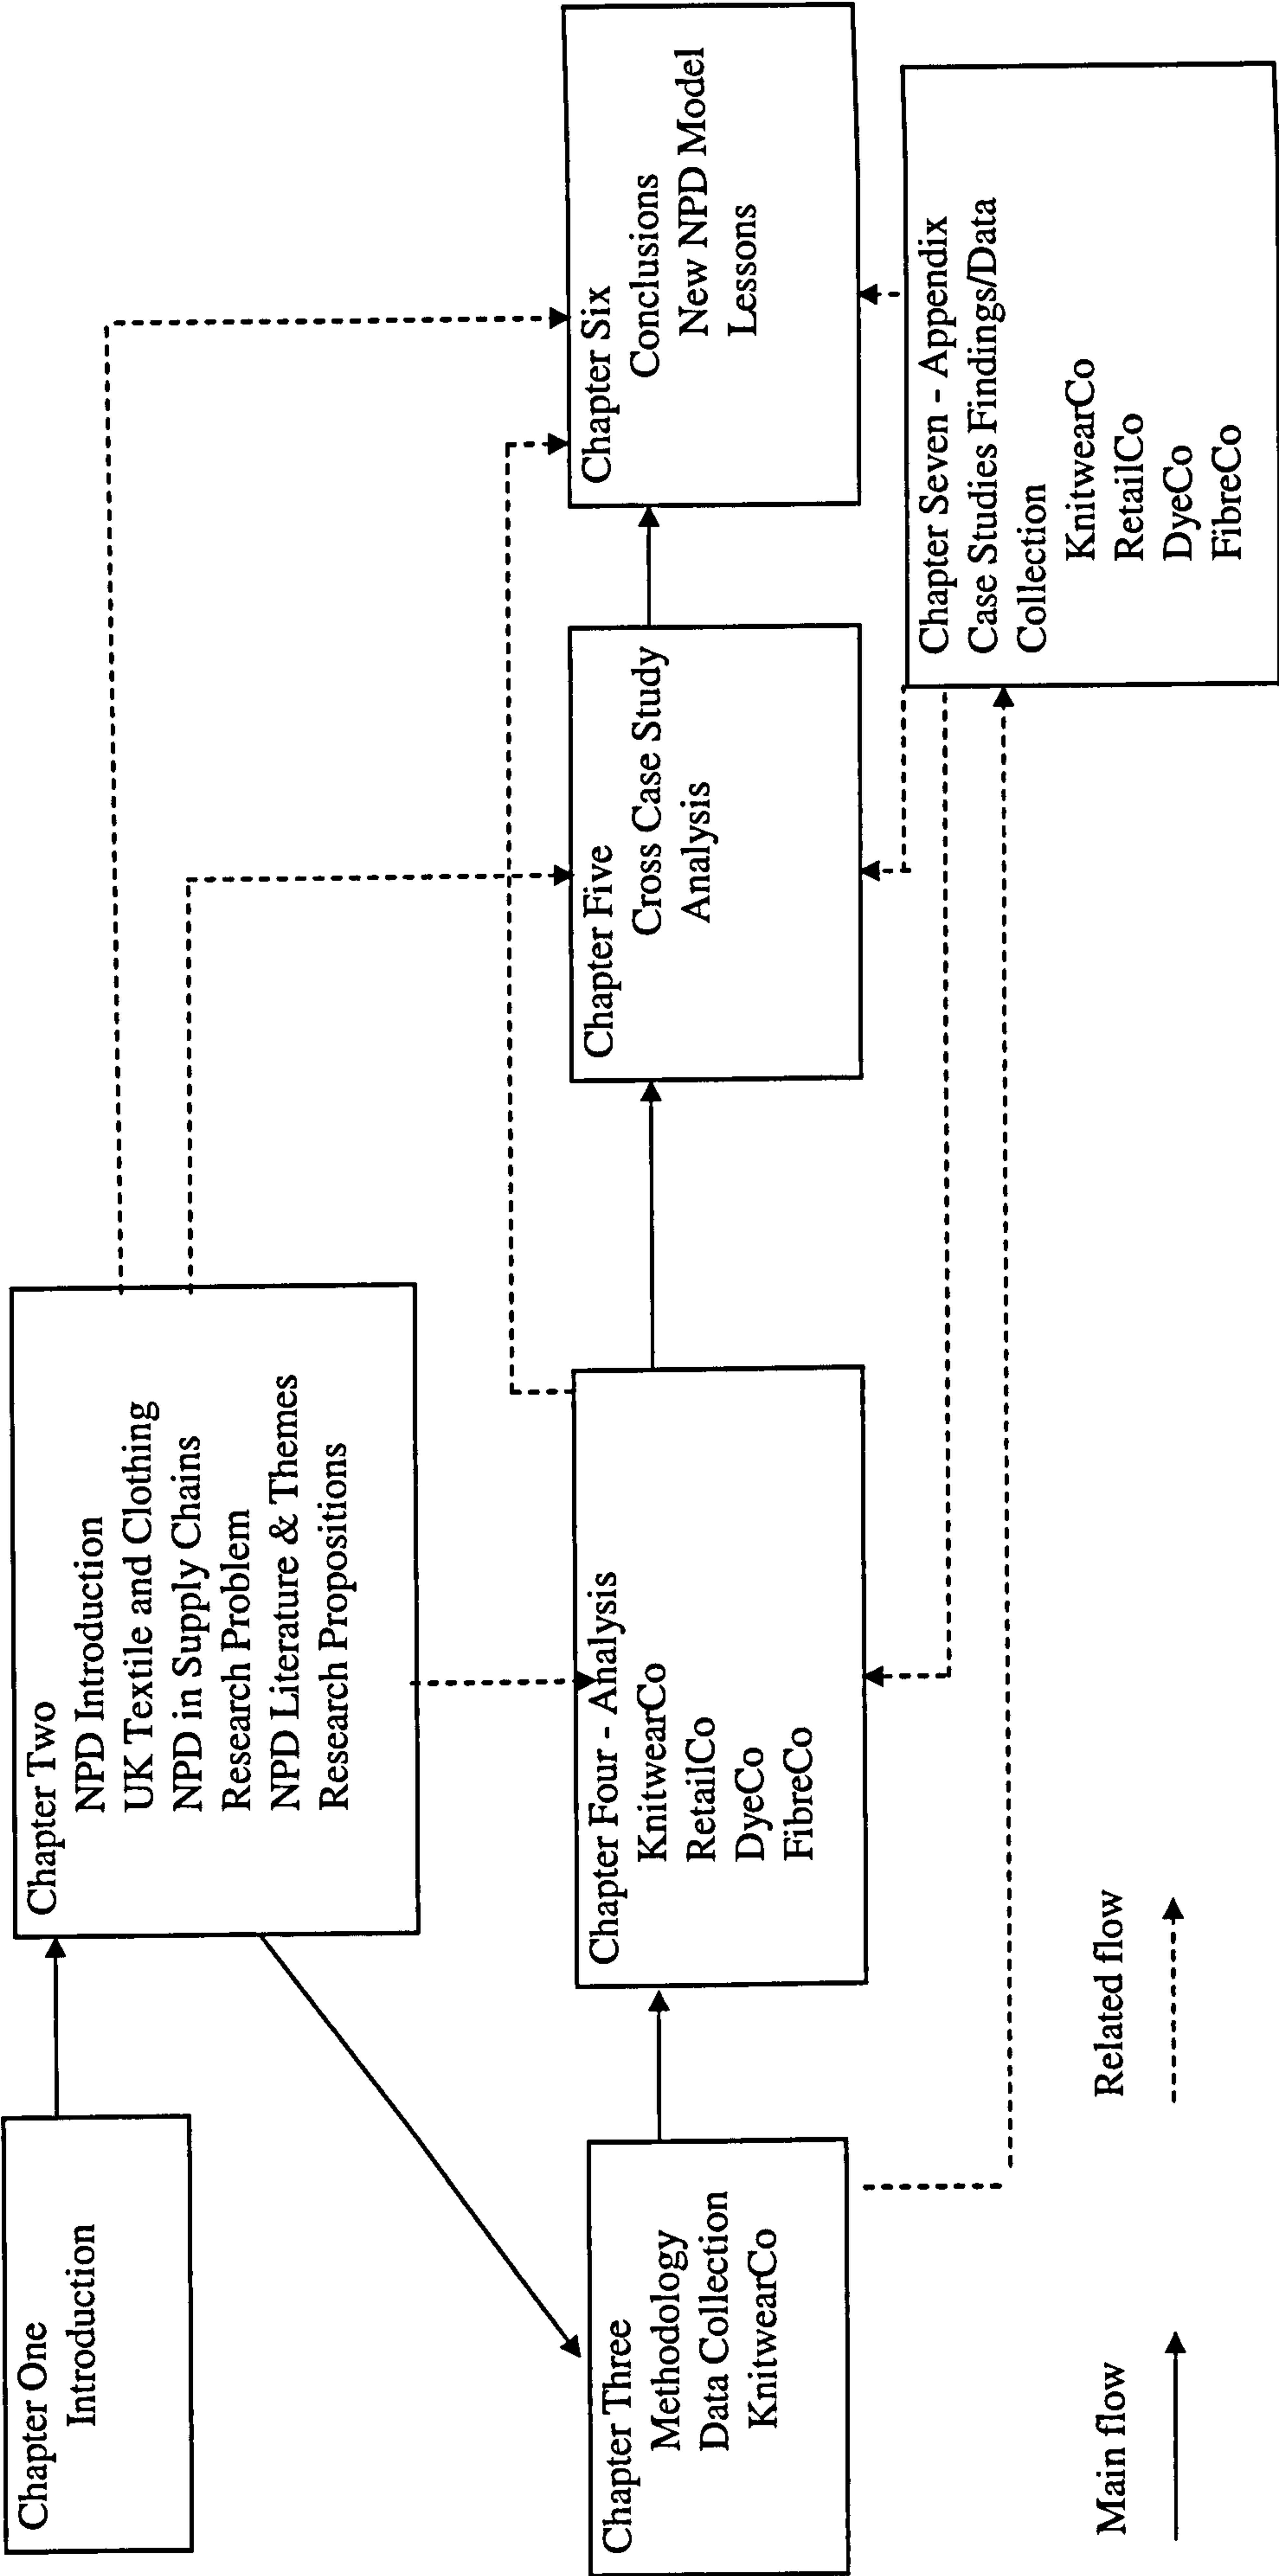 Chapter One
Introduction
Chapter Two
NPD Introduction
UK Textile and Clothing
NPD in Supply Chains
Research Problem
NPD Literature & Themes
Research Propositions
Chapter Three
Methodology
Data Collection
KnitwearCo
Chapter Four - Analysis
KnitwearCo
RetailCo
DyeCo
FibreCo
Chapter Five
Cross Case Study
Analysis
Chapter Six
Conclusions
New NPD Model
Lessons
Chapter Seven - Appendix
Case Studies Findings/Data
Collection
KnitwearCo
RetailCo
DyeCo
FibreCo
Main flow
Related flow